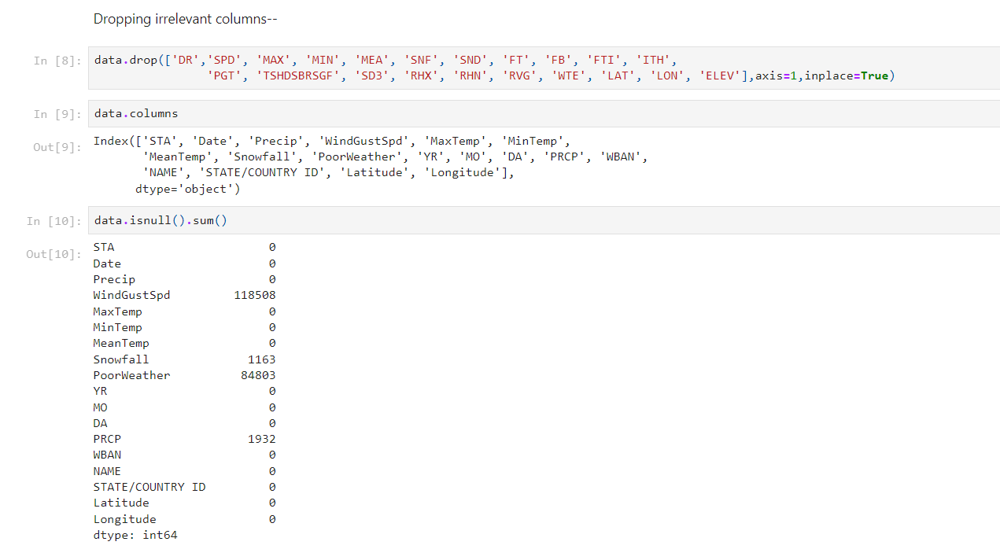 Dropping irrelevant columns--
In [8]: data.drop(['DR','SPD', 'MAX', 'MIN', 'MEA', 'SNF', 'SND', 'FT', 'FB', 'FTI', 'ITH',
'PGT', 'TSHDSBRSGF', 'SD3', 'RHX', 'RHN', 'RVG', 'WTE', 'LAT', 'LON', 'ELEV'],axis=1,inplace=True)
In [9]: data.columns
Out[9]: Index(['STA', 'Date', 'Precip', 'WindGustSpd', 'MaxTemp', 'MinTemp',
'MeanTemp', 'Snowfall', 'PoorWeather', 'YR', 'MO', 'DA', 'PRCP', 'WBAN',
'NAME', 'STATE/COUNTRY ID', 'Latitude', 'Longitude'],
dtype='object')
In [10]: data.isnull().sum()
Out[10]: STA 0
Date 0
Precip 0
WindGustSpd 118508
MaxTemp 0
MinTemp 0
MeanTemp 0
Snowfall 1163
PoorWeather 84803
YR 0
MO 0
DA 0
PRCP 1932
WBAN 0
NAME 0
STATE/COUNTRY ID 0
Latitude 0
Longitude 0
dtype: int64